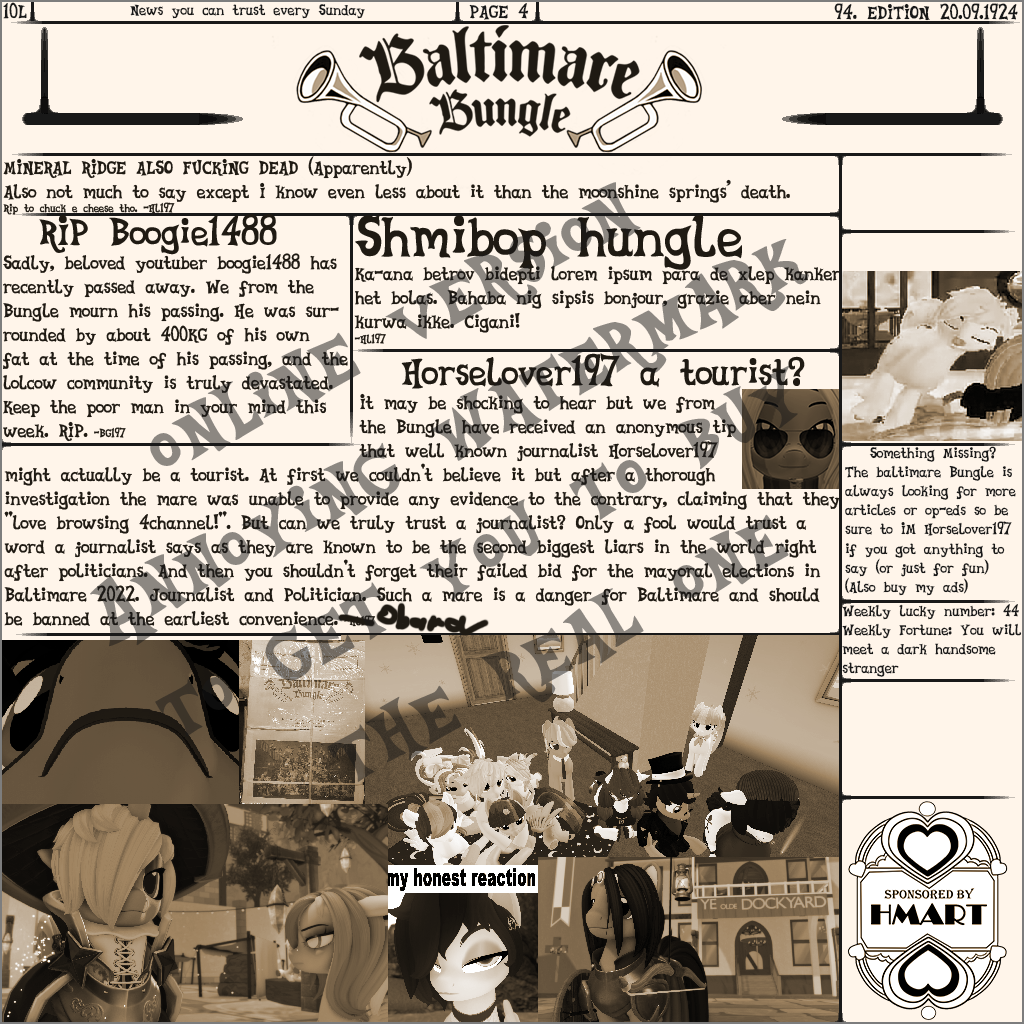 10L
News you can trust every Sunday
PAGE 4
94. EDITION 20.09.1924
Baltimare
Bungle
MINERAL RIDGE ALSO FUCKING DEAD (Apparently)
Also not much to say except i know even less about it than the moonshine springs' death.
Rip to chuck e cheese tho. -HL197
RiP Boogie1488
Sadly, beloved youtuber boogie1488 has
recently passed away. We from the
Bungle mourn his passing. He was sur-
rounded by about 400KG of his own
fat at the time of his passing, and the
lolcow community is truly devastated.
Keep the poor man in your mind this
week. RiP. -BG197
Shmibop hungle
Ka-ana betrov bidepti lorem ipsum para de xlep kanker
het bolas. Bahaba nig sipsis bonjour, grazie aber nein
kurwa ikke. Cigani!
-HL197
Horselover197 a tourist?
it may be shocking to hear but we from
the Bungle have received an anonymous tip
that well known journalist Horselover197
might actually be a tourist. At first we couldn't believe it but after a thorough
investigation the mare was unable to provide any evidence to the contrary, claiming that they
"love browsing 4channel!". But can we truly trust a journalist? Only a fool would trust a
word a journalist says as they are known to be the second biggest liars in the world right
after politicians. And then you shouldn't forget their failed bid for the mayoral elections in
Baltimare 2022. Journalist and Politician. Such a mare is a danger for Baltimare and should
be banned at the earliest convenience.
Obama
Something Missing?
The baltimare Bungle is
always looking for more
articles or op-eds so be
sure to iM Horselover197
if you got anything to
say (or just for fun)
(Also buy my ads)
Weekly lucky number: 44
Weekly Fortune: You will
meet a dark handsome
stranger
ONLINE VERSION
ANNOYING WATERMARK
TO GET YOU TO BUY
THE REAL ONE
Baltimare
Bungle
my honest reaction
YE OLDE DOCKYARD
SPONSORED BY
HMART